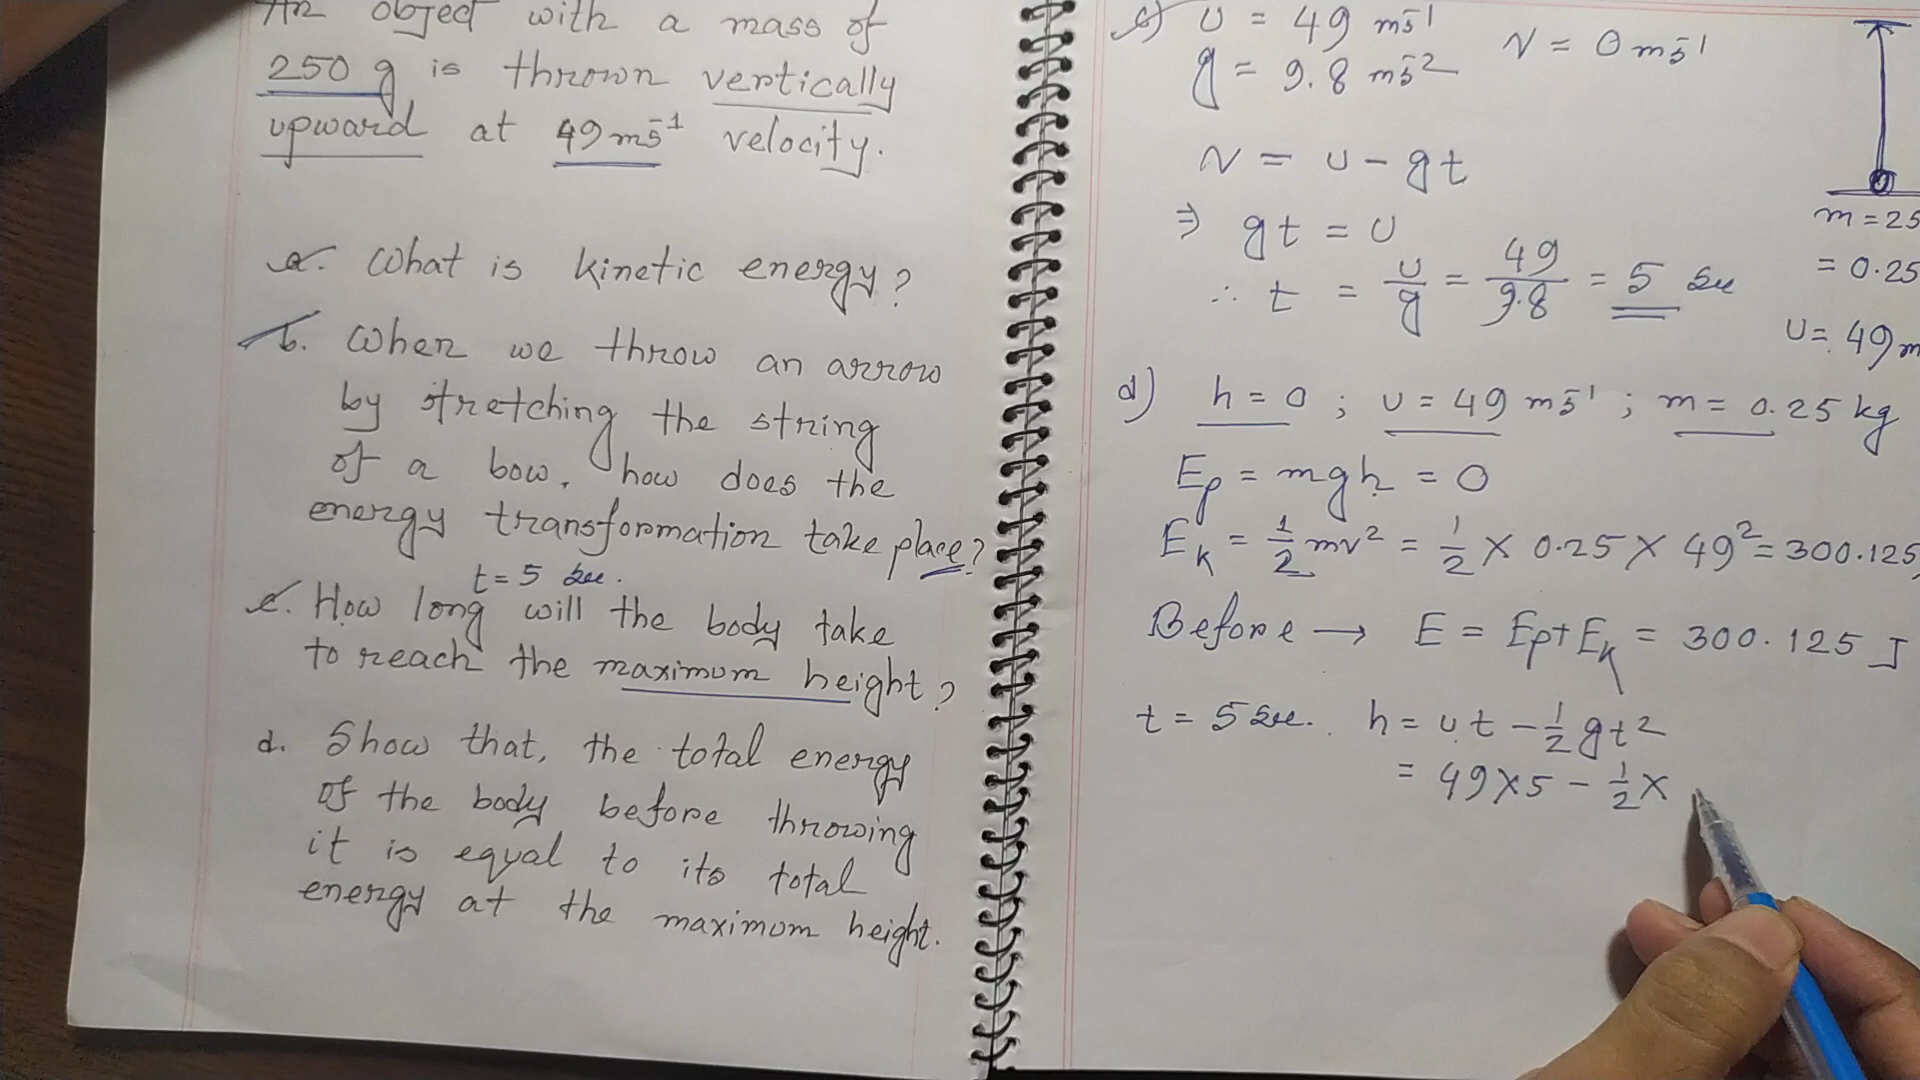 An object with a mass of
250 g is thrown vertically
upward at 49 ms⁻¹ velocity.
a. What is kinetic energy?
b. When we throw an arrow
by stretching the string
of a bow, how does the
energy transformation take place?
t = 5 sec.
c. How long will the body take
to reach the maximum height?
d. Show that, the total energy
of the body before throwing
it is equal to its total
energy at the maximum height.
c) u = 49 ms⁻¹ v = 0 ms⁻¹
g = 9.8 ms⁻²
v = u - gt
⇒ gt = u
∴ t = u/g = 49/9.8 = 5 sec
m = 25
= 0.25
u = 49 m
d) h = 0 ; u = 49 ms⁻¹ ; m = 0.25 kg
Ep = mgh = 0
Ek = 1/2 mv² = 1/2 × 0.25 × 49² = 300.125J
Before → E = Ep + Ek = 300.125 J
t = 5 sec. h = ut - 1/2 gt²
= 49×5 - 1/2 ×